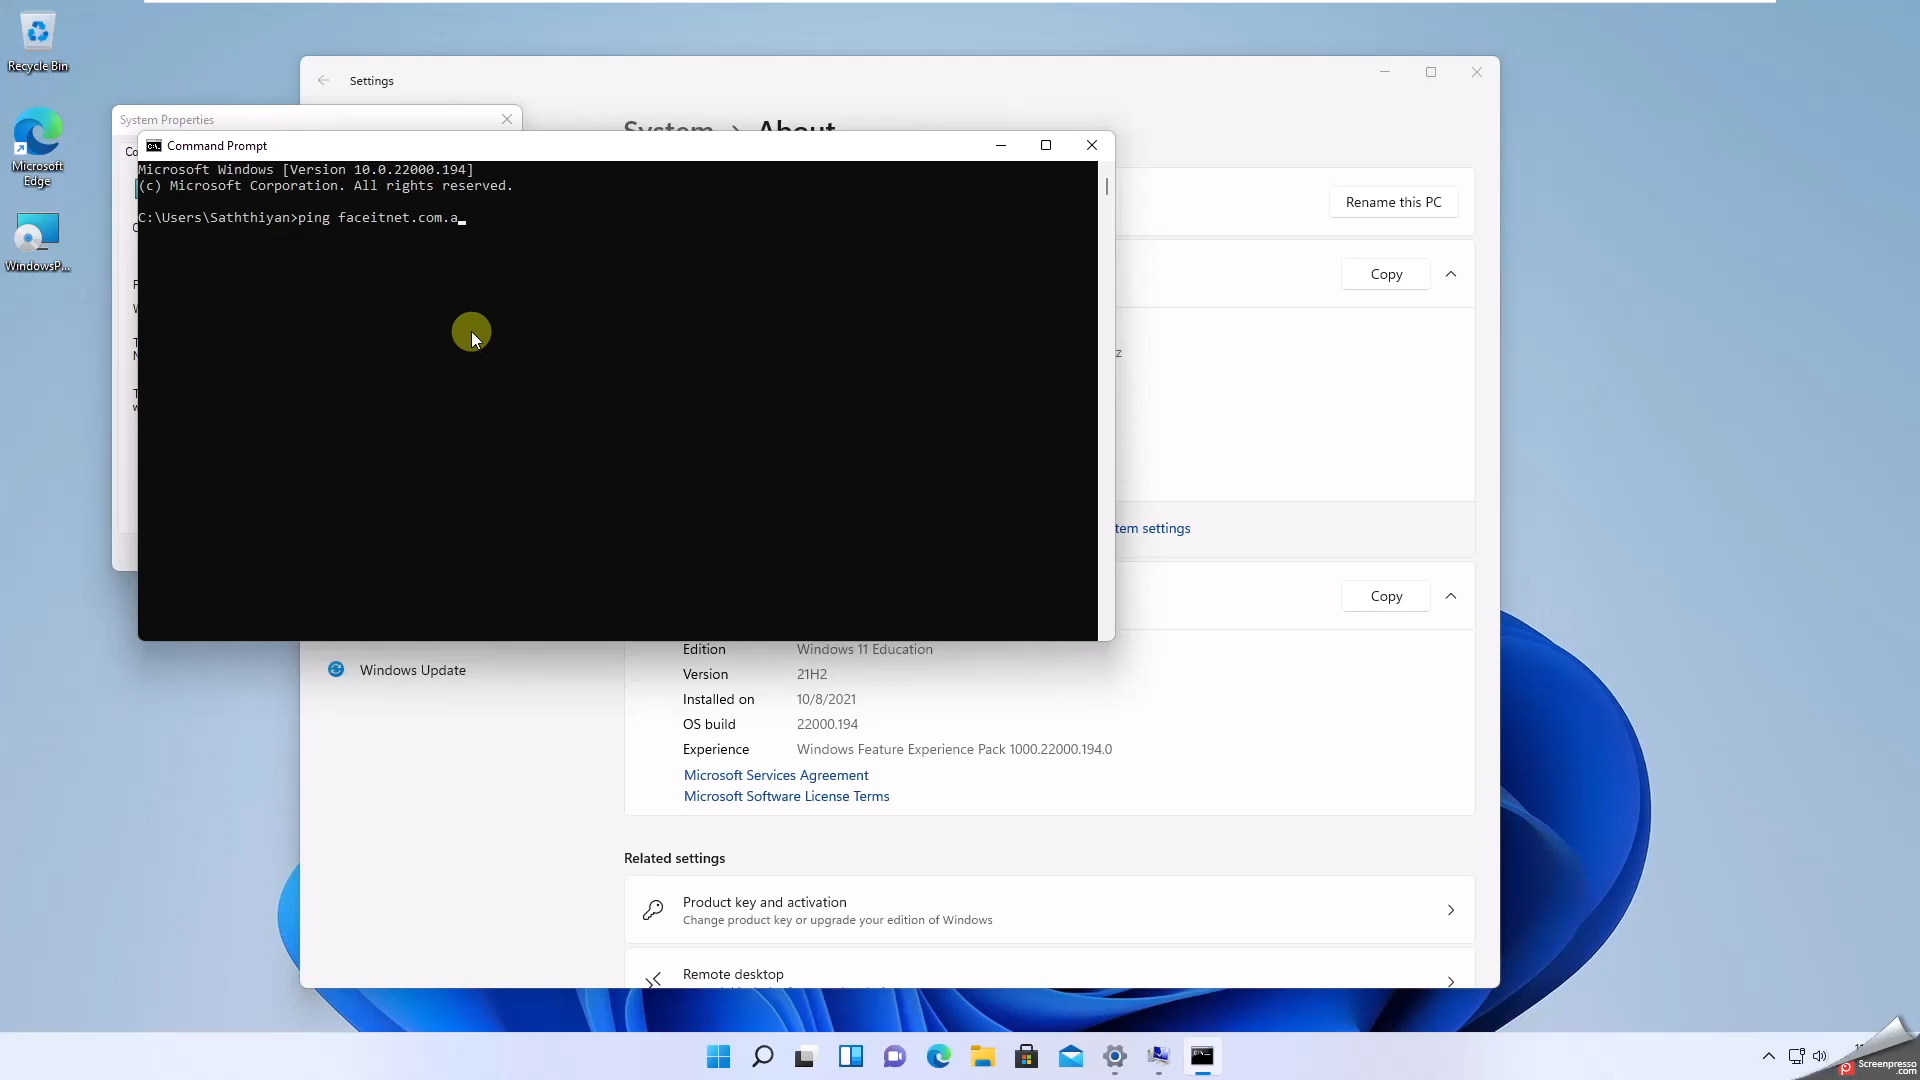 Recycle Bin
Microsoft
Edge
WindowsP...
Settings
System Properties
System > About
Command Prompt
Microsoft Windows [Version 10.0.22000.194]
(c) Microsoft Corporation. All rights reserved.
C:\Users\Saththiyan>ping faceitnet.com.a
Rename this PC
Copy
tem settings
Copy
Windows Update
Edition Windows 11 Education
Version 21H2
Installed on 10/8/2021
OS build 22000.194
Experience Windows Feature Experience Pack 1000.22000.194.0
Microsoft Services Agreement
Microsoft Software License Terms
Related settings
Product key and activation
Change product key or upgrade your edition of Windows
Remote desktop
Screenpresso
.com